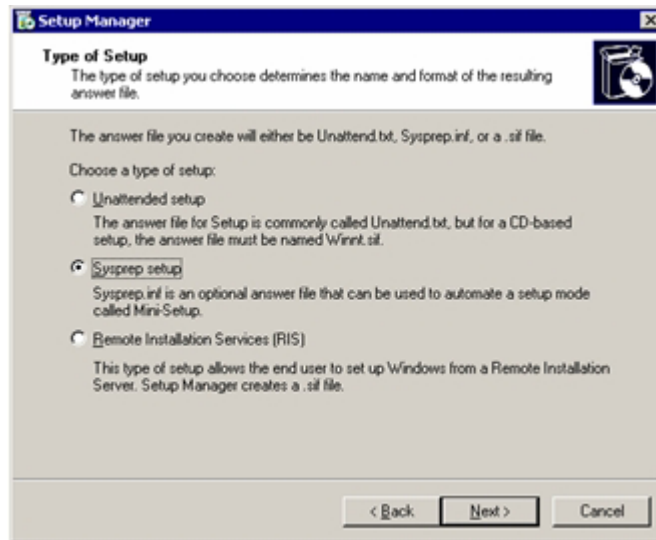 Setup Manager
Type of Setup
The type of setup you choose determines the name and format of the resulting
answer file.
The answer file you create will either be Unattend.txt, Sysprep.inf, or a .sif file.
Choose a type of setup:
Unattended setup
The answer file for Setup is commonly called Unattend.txt, but for a CD-based
setup, the answer file must be named Winnt.sif.
Sysprep setup
Sysprep.inf is an optional answer file that can be used to automate a setup mode
called Mini-Setup.
Remote Installation Services (RIS)
This type of setup allows the end user to set up Windows from a Remote Installation
Server. Setup Manager creates a .sif file.
< Back Next > Cancel